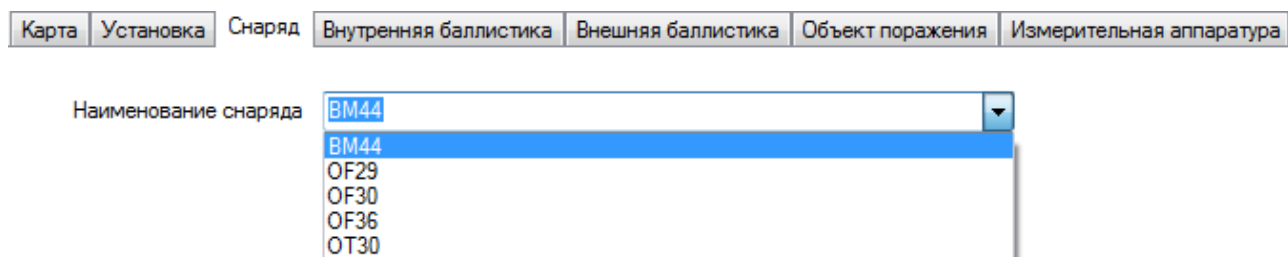 Карта Установка Снаряд Внутренняя баллистика Внешняя баллистика Объект поражения Измерительная аппаратура
Наименование снаряда BM44
BM44
OF29
OF30
OF36
OT30